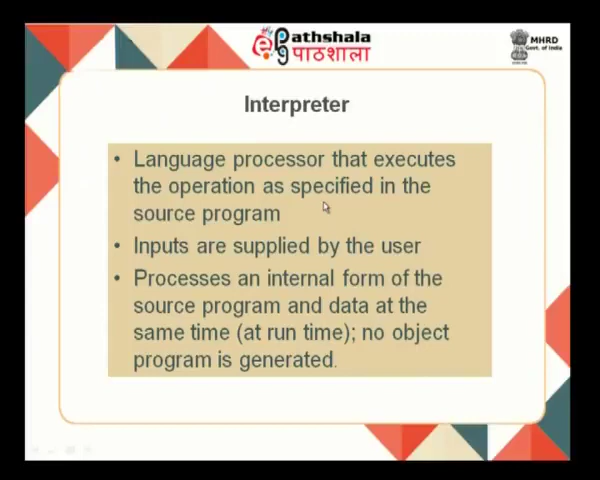 ePathshala
पाठशाला
MHRD
Govt. of India
Interpreter
• Language processor that executes
the operation as specified in the
source program
• Inputs are supplied by the user
• Processes an internal form of the
source program and data at the
same time (at run time); no object
program is generated.